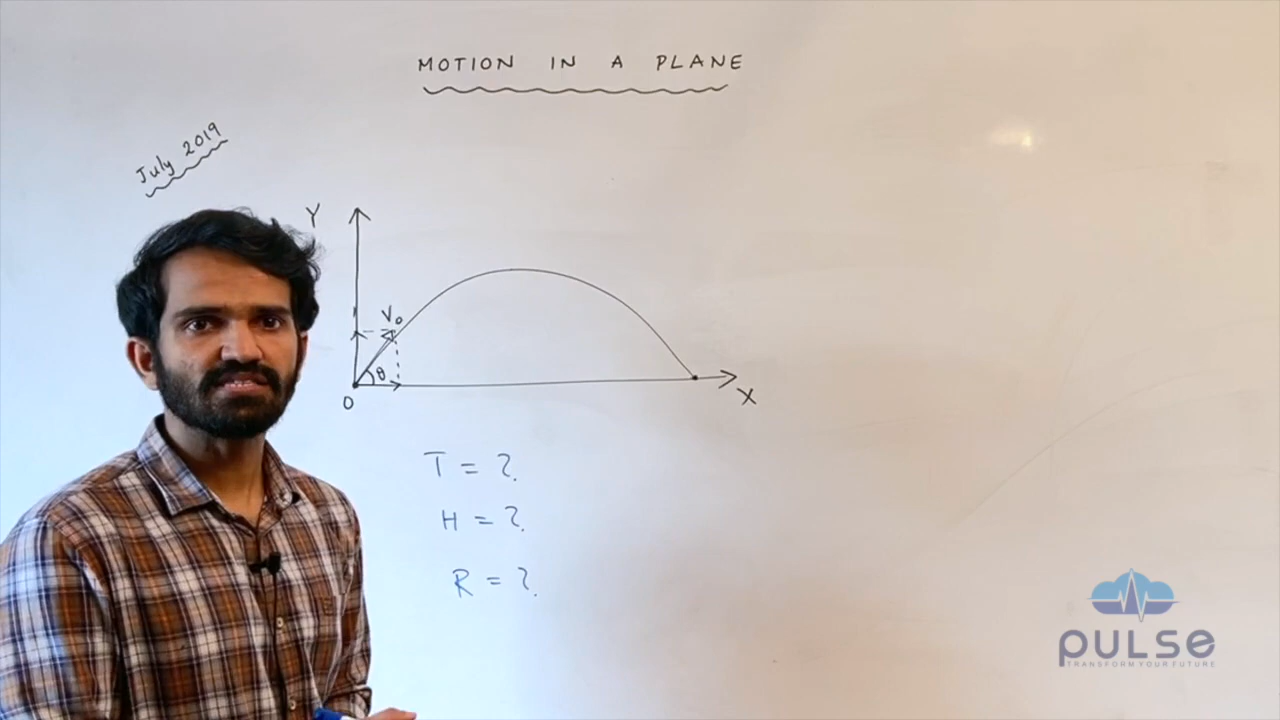 MOTION IN A PLANE
July 2019
Y
V₀
θ
O
X
T = ?
H = ?
R = ?
PULSE
TRANSFORM YOUR FUTURE